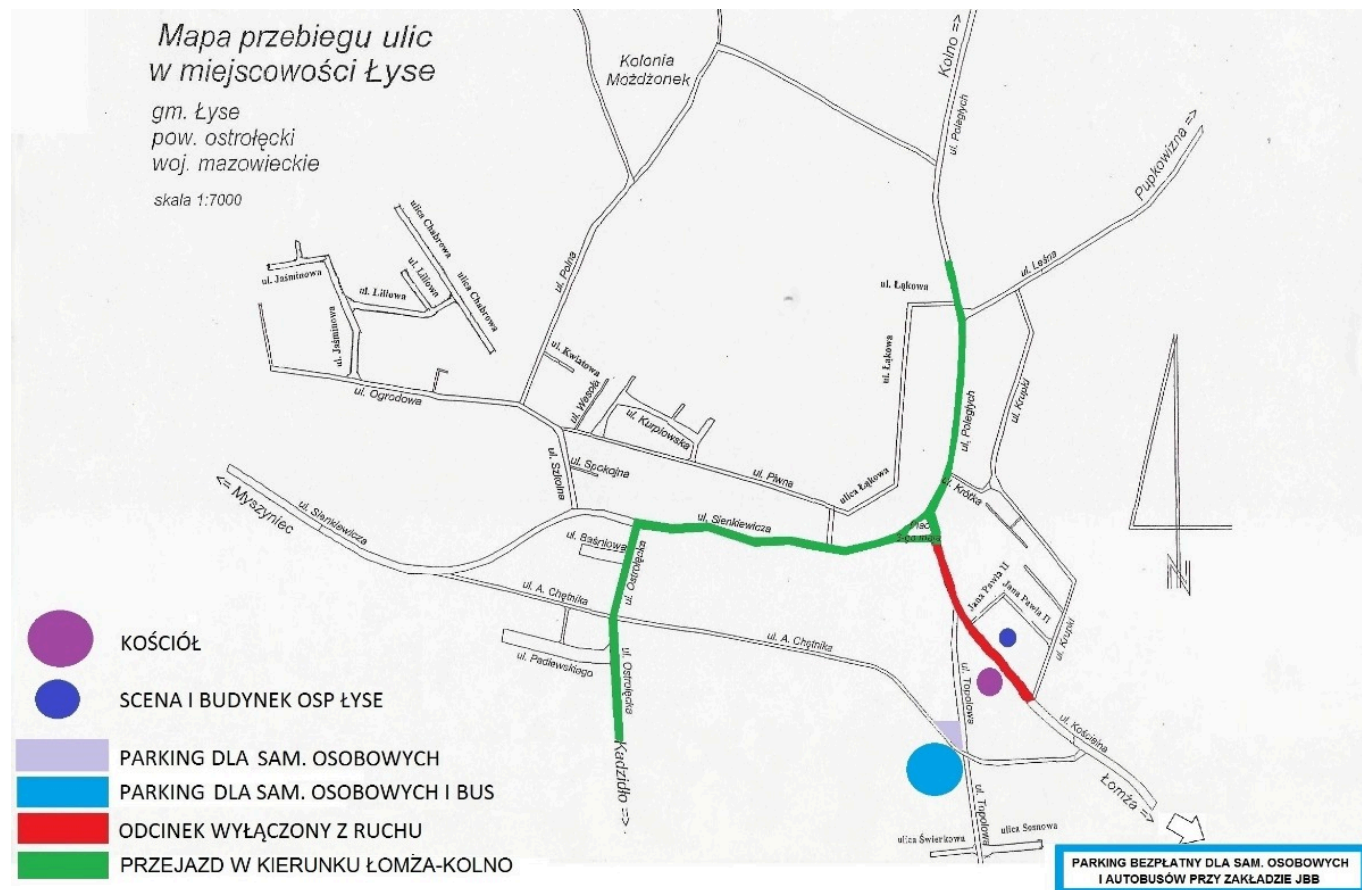 Mapa przebiegu ulic
w miejscowości Łyse
gm. Łyse
pow. ostrołęcki
woj. mazowieckie
skala 1:7000
Kolonia
Możdżonek
Kolno =>
ul. Poległych
Pupkowizna =>
ul. Leśna
ul. Łąkowa
ul. Łąkowa
ulica Łąkowa
ul. Poległych
ul. Krupki
ul. Krótka
ul. Polna
ulica Chabrowa
ulica Chabrowa
ul. Liliowa
ul. Liliowa
ul. Jaśminowa
ul. Jaśminowa
ul. Ogrodowa
ul. Kwiatowa
ul. Wesoła
ul. Kurpiowska
ul. Szkolna
ul. Spokojna
ul. Piwna
<= Myszyniec
ul. Sienkiewicza
ul. Sienkiewicza
Plac
3-go maja
ul. Baśniowa
ul. Ostrołęcka
ul. A. Chętnika
ul. A. Chętnika
ul. Padlewskiego
ul. Ostrołęcka
Kadzidło =>
Jana Pawła II
Jana Pawła II
ul. Krupki
ul. Topolowa
ul. Kościelna
Łomża =>
ul. Topolowa
ulica Świerkowa
ulica Sosnowa
N
KOŚCIÓŁ
SCENA I BUDYNEK OSP ŁYSE
PARKING DLA SAM. OSOBOWYCH
PARKING DLA SAM. OSOBOWYCH I BUS
ODCINEK WYŁĄCZONY Z RUCHU
PRZEJAZD W KIERUNKU ŁOMŻA-KOLNO
PARKING BEZPŁATNY DLA SAM. OSOBOWYCH
I AUTOBUSÓW PRZY ZAKŁADZIE JBB